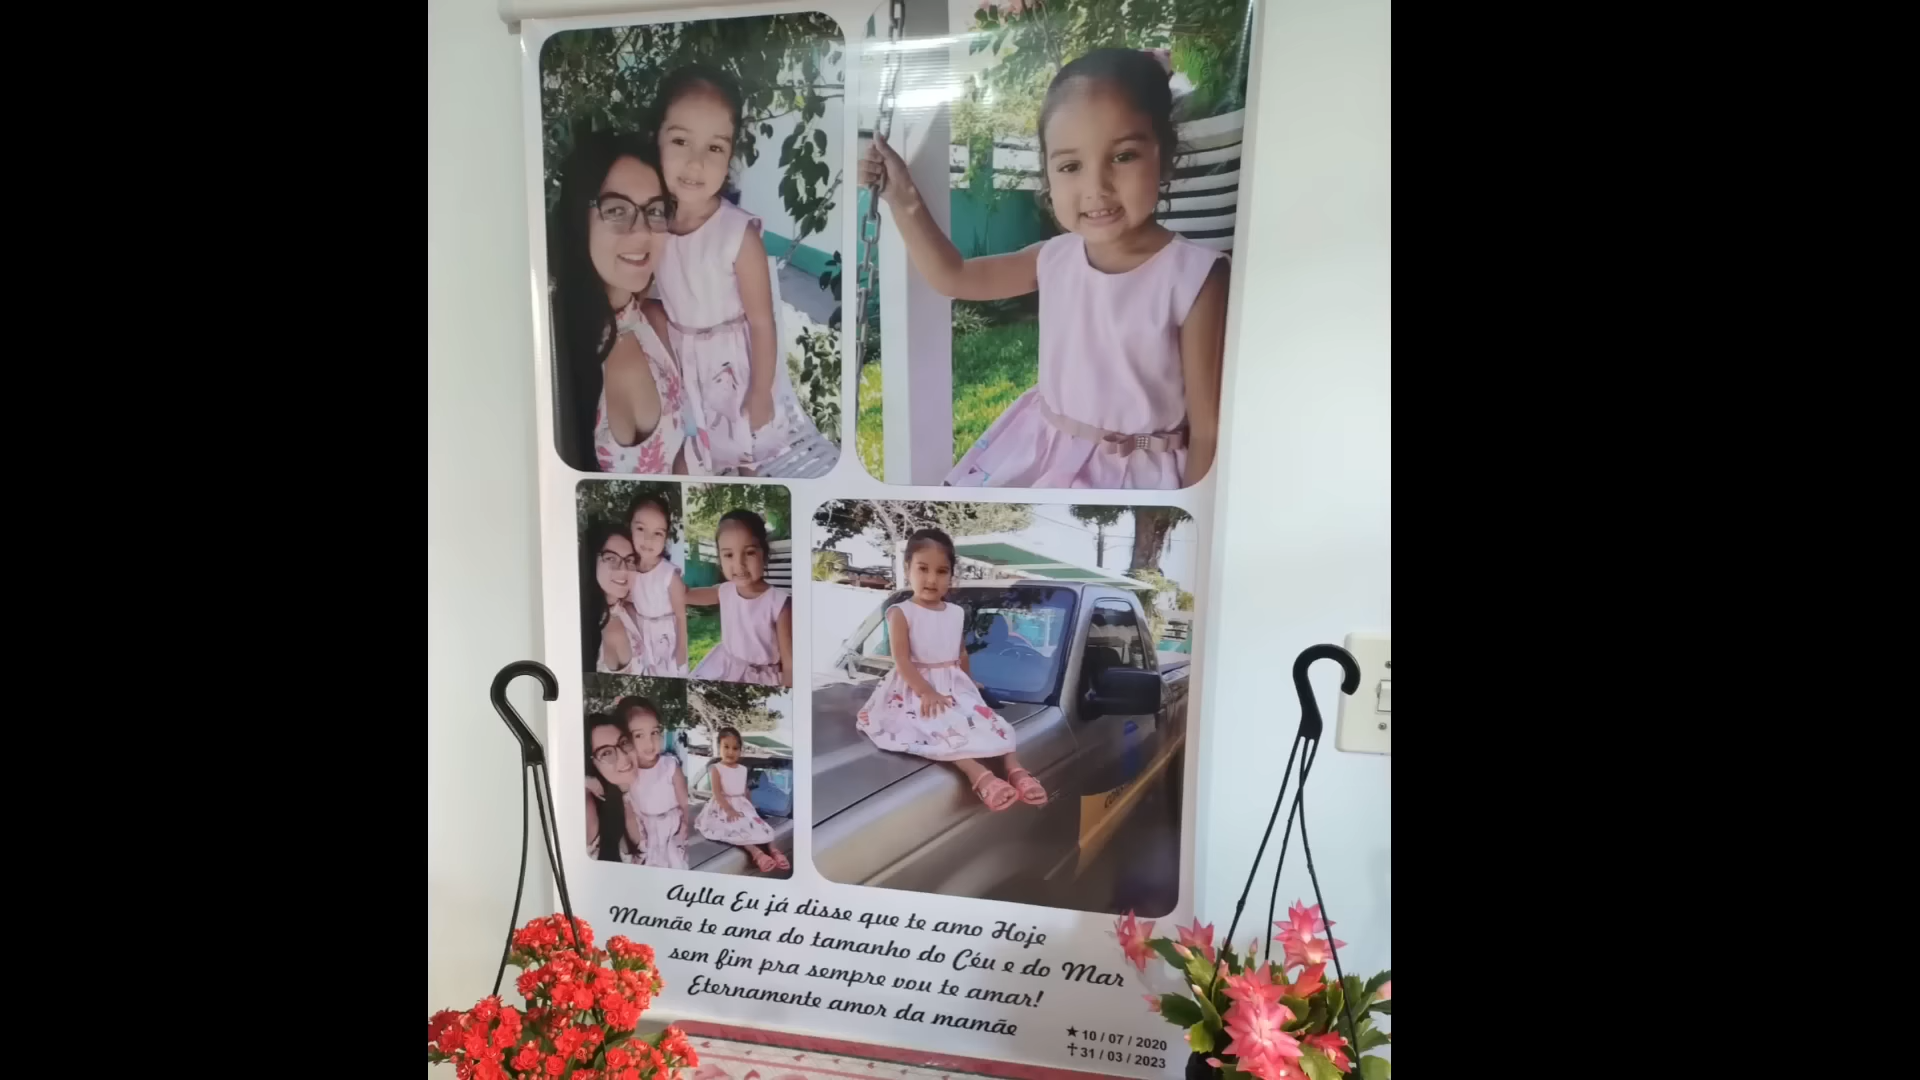 Aylla Eu já disse que te amo Hoje
Mamãe te ama do tamanho do Céu e do Mar
sem fim pra sempre vou te amar!
Eternamente amor da mamãe
★ 10 / 07 / 2020
✝ 31 / 03 / 2023